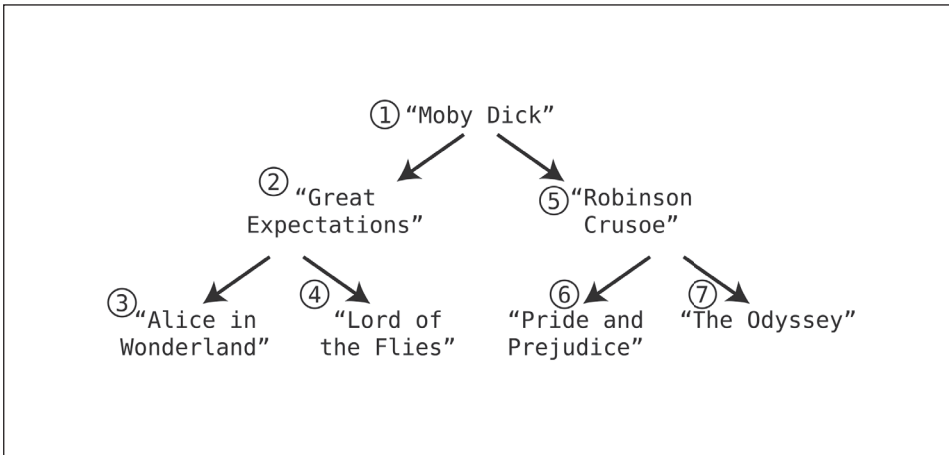 ① “Moby Dick”
② “Great
Expectations”
⑤ “Robinson
Crusoe”
③ “Alice in
Wonderland”
④ “Lord of
the Flies”
⑥ “Pride and
Prejudice”
⑦ “The Odyssey”